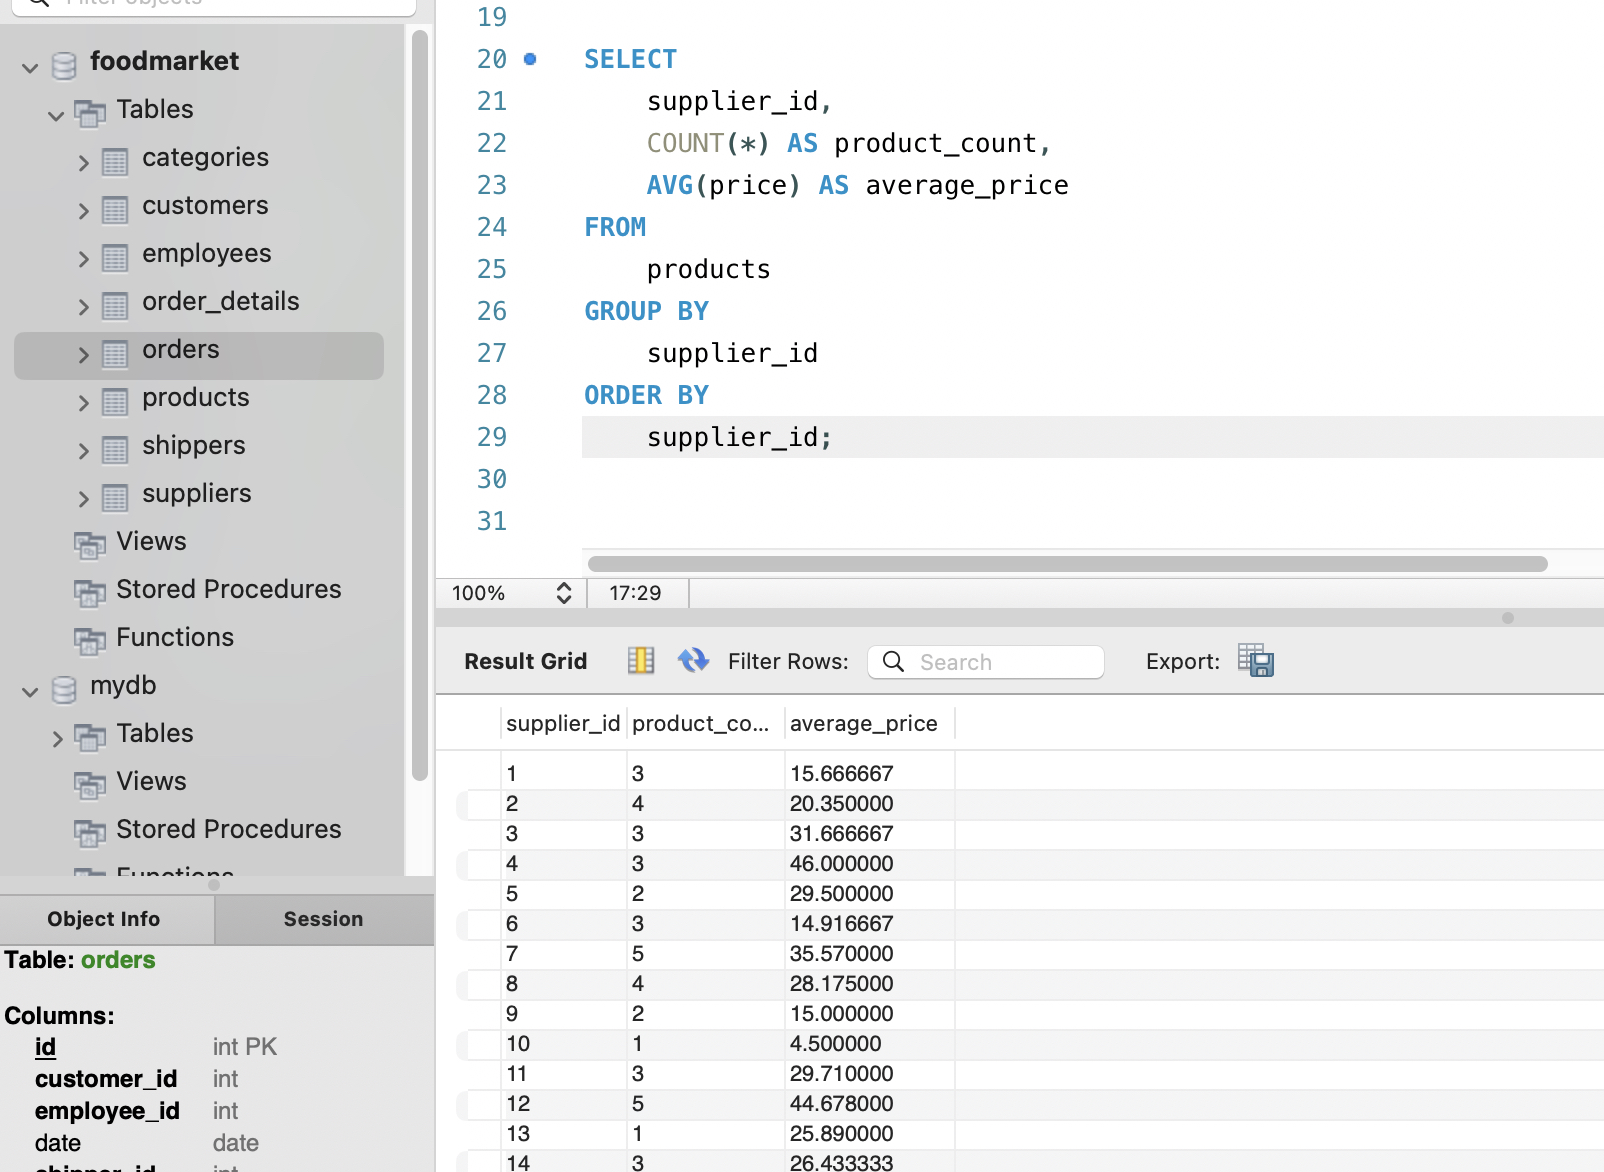 Filter objects
foodmarket
Tables
categories
customers
employees
order_details
orders
products
shippers
suppliers
Views
Stored Procedures
Functions
mydb
Tables
Views
Stored Procedures
Functions
Object Info Session
Table: orders
Columns:
id int PK
customer_id int
employee_id int
date date
shipper_id int
19
20 SELECT
21 supplier_id,
22 COUNT(*) AS product_count,
23 AVG(price) AS average_price
24 FROM
25 products
26 GROUP BY
27 supplier_id
28 ORDER BY
29 supplier_id;
30
31
100% 17:29
Result Grid Filter Rows: Search Export:
supplier_id product_co... average_price
1 3 15.666667
2 4 20.350000
3 3 31.666667
4 3 46.000000
5 2 29.500000
6 3 14.916667
7 5 35.570000
8 4 28.175000
9 2 15.000000
10 1 4.500000
11 3 29.710000
12 5 44.678000
13 1 25.890000
14 3 26.433333